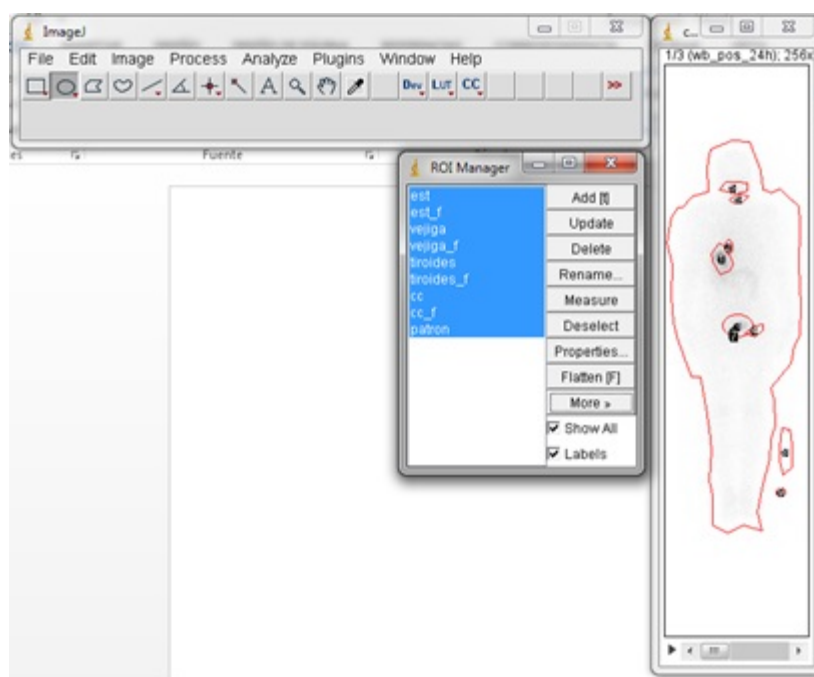 ImageJ
File Edit Image Process Analyze Plugins Window Help
Dev LUT CC >>
c...
1/3 (wb_pos_24h); 256x
es Fuente
ROI Manager
est
est_f
vejiga
vejiga_f
tiroides
tiroides_f
cc
cc_f
patron
Add [t]
Update
Delete
Rename...
Measure
Deselect
Properties...
Flatten [F]
More »
Show All
Labels